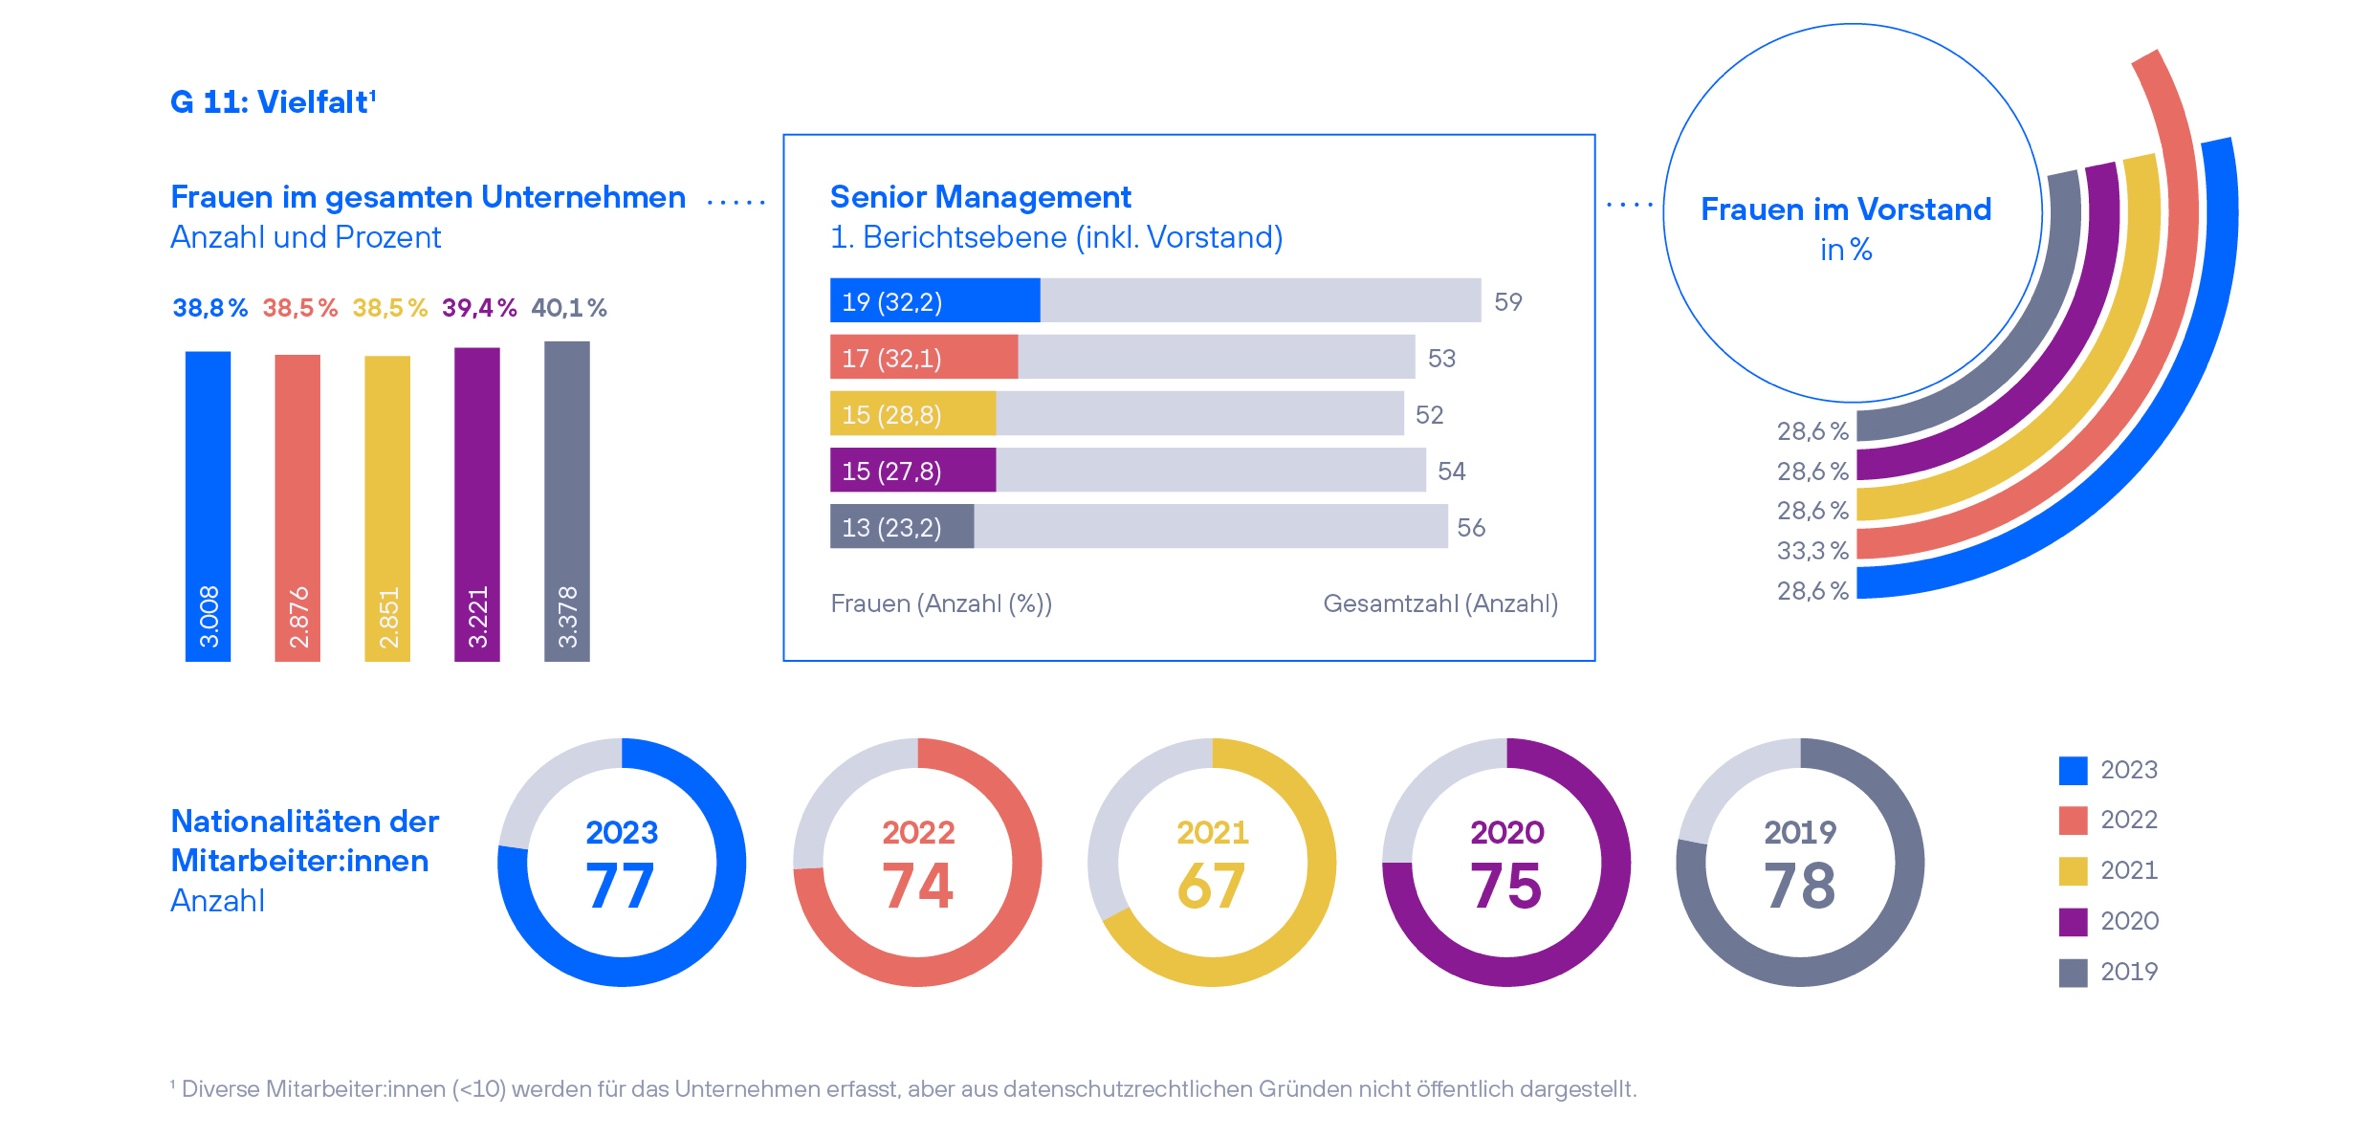 G 11: Vielfalt¹
Frauen im gesamten Unternehmen
Anzahl und Prozent
38,8 % 38,5 % 38,5 % 39,4 % 40,1 %
3.008 2.876 2.851 3.221 3.378
Senior Management
1. Berichtsebene (inkl. Vorstand)
19 (32,2) 59
17 (32,1) 53
15 (28,8) 52
15 (27,8) 54
13 (23,2) 56
Frauen (Anzahl (%)) Gesamtzahl (Anzahl)
Frauen im Vorstand
in %
28,6 %
28,6 %
28,6 %
33,3 %
28,6 %
Nationalitäten der
Mitarbeiter:innen
Anzahl
2023
77
2022
74
2021
67
2020
75
2019
78
2023
2022
2021
2020
2019
¹ Diverse Mitarbeiter:innen (<10) werden für das Unternehmen erfasst, aber aus datenschutzrechtlichen Gründen nicht öffentlich dargestellt.